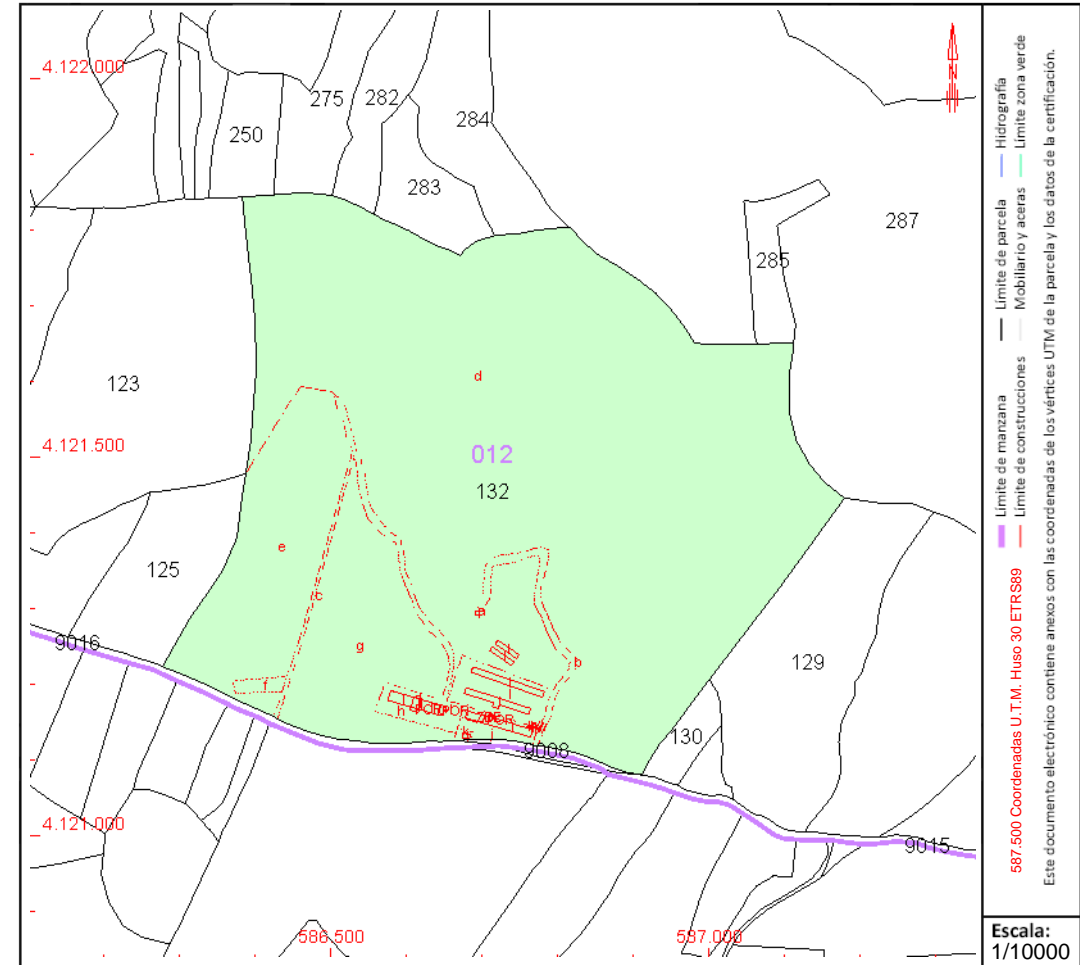 4.122.000
275
282
284
250
283
287
285
123
d
4.121.500
012
132
e
125
c
g
b
9016
129
f
h
130
9008
4.121.000
9015
586.500
587.000
N
587.500 Coordenadas U.T.M. Huso 30 ETRS89
Límite de manzana
Límite de construcciones
Límite de parcela
Mobiliario y aceras
Hidrografía
Límite zona verde
Este documento electrónico contiene anexos con las coordenadas de los vértices UTM de la parcela y los datos de la certificación.
Escala:
1/10000